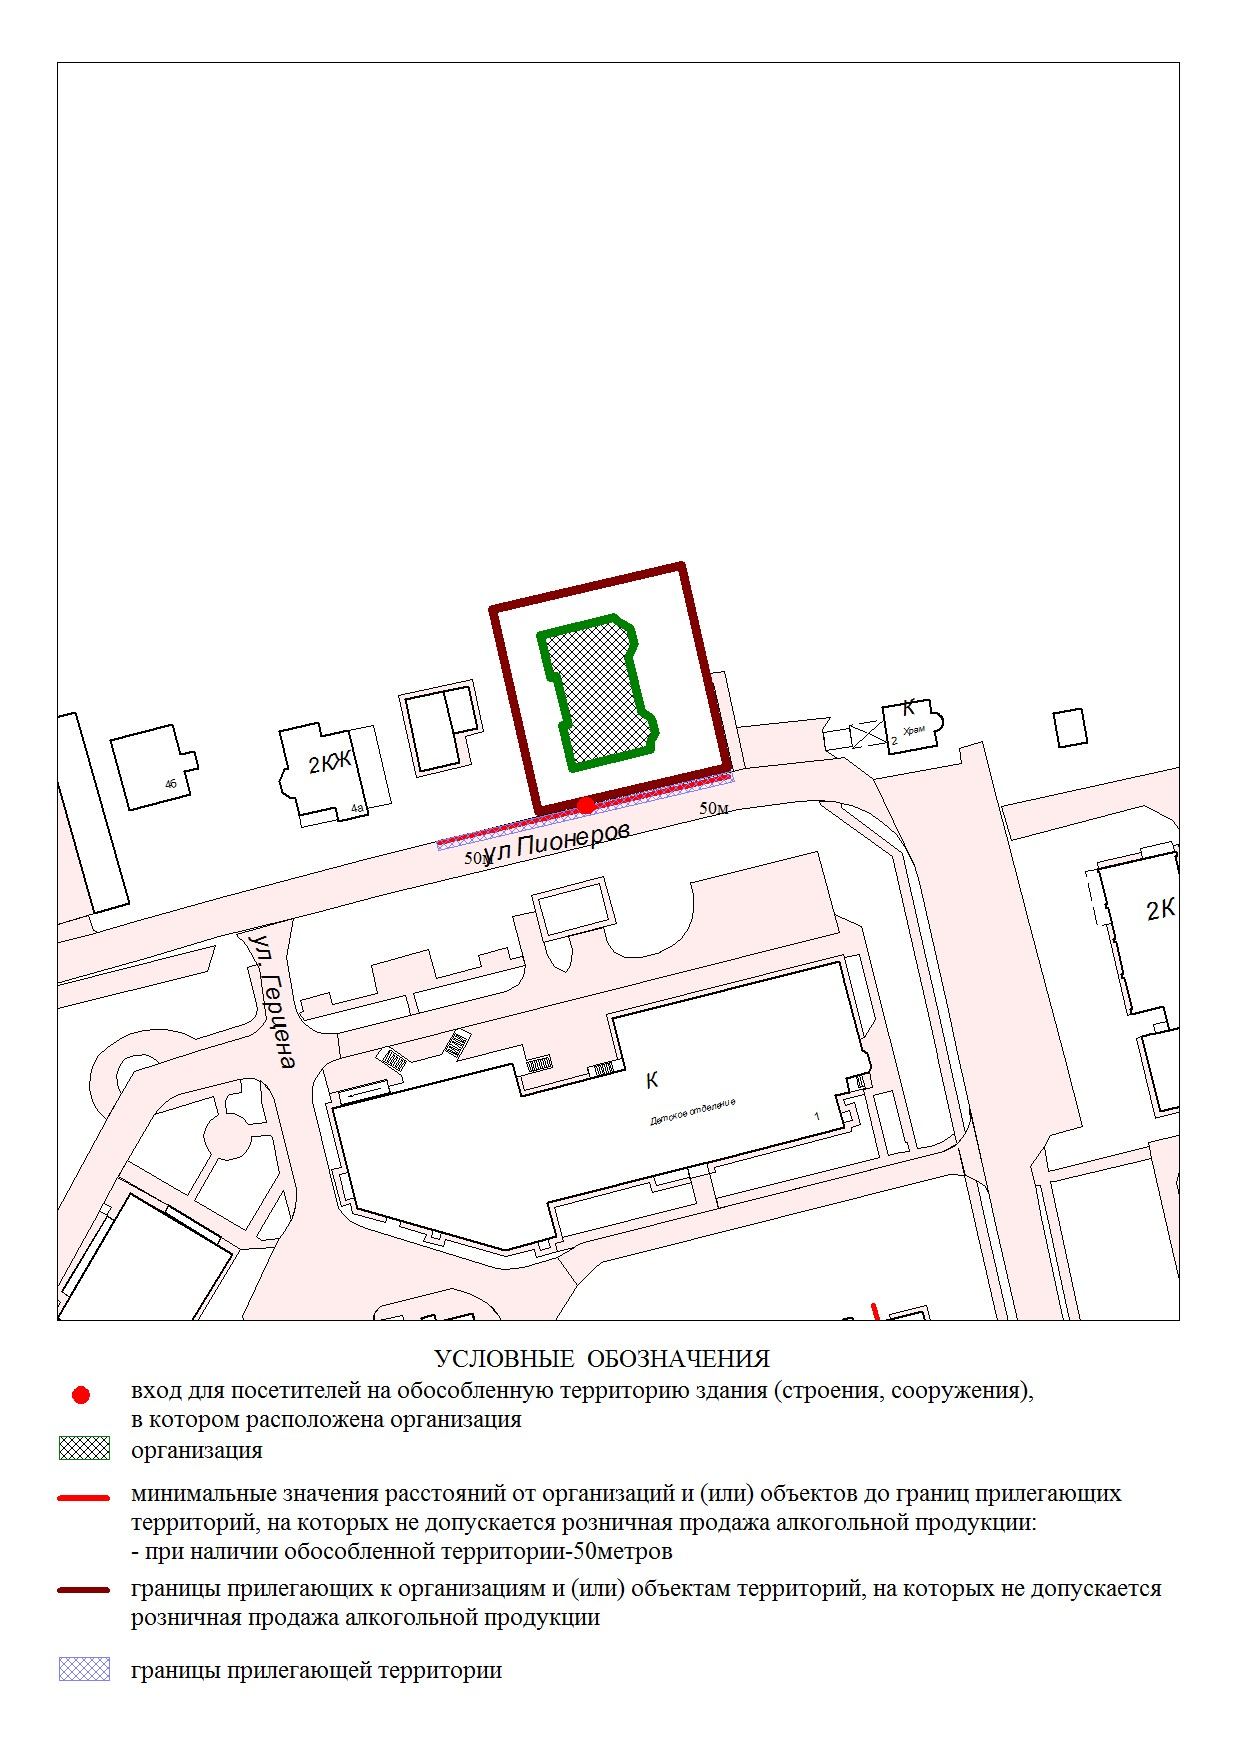 К
Храм
2
2КЖ
4б
4а
50м
ул Пионеров
50м
2К
ул. Герцена
К
Детское отделение
1
УСЛОВНЫЕ ОБОЗНАЧЕНИЯ
вход для посетителей на обособленную территорию здания (строения, сооружения),
в котором расположена организация
организация
минимальные значения расстояний от организаций и (или) объектов до границ прилегающих
территорий, на которых не допускается розничная продажа алкогольной продукции:
- при наличии обособленной территории-50метров
границы прилегающих к организациям и (или) объектам территорий, на которых не допускается
розничная продажа алкогольной продукции
границы прилегающей территории